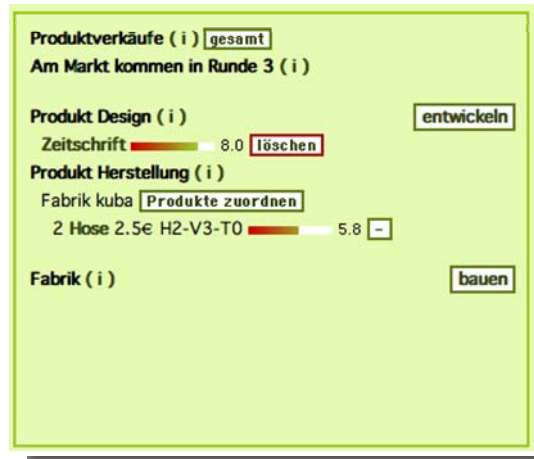 Produktverkäufe ( i ) gesamt
Am Markt kommen in Runde 3 ( i )
Produkt Design ( i ) entwickeln
Zeitschrift 8.0 löschen
Produkt Herstellung ( i )
Fabrik kuba Produkte zuordnen
2 Hose 2.5€ H2-V3-T0 5.8 –
Fabrik ( i ) bauen